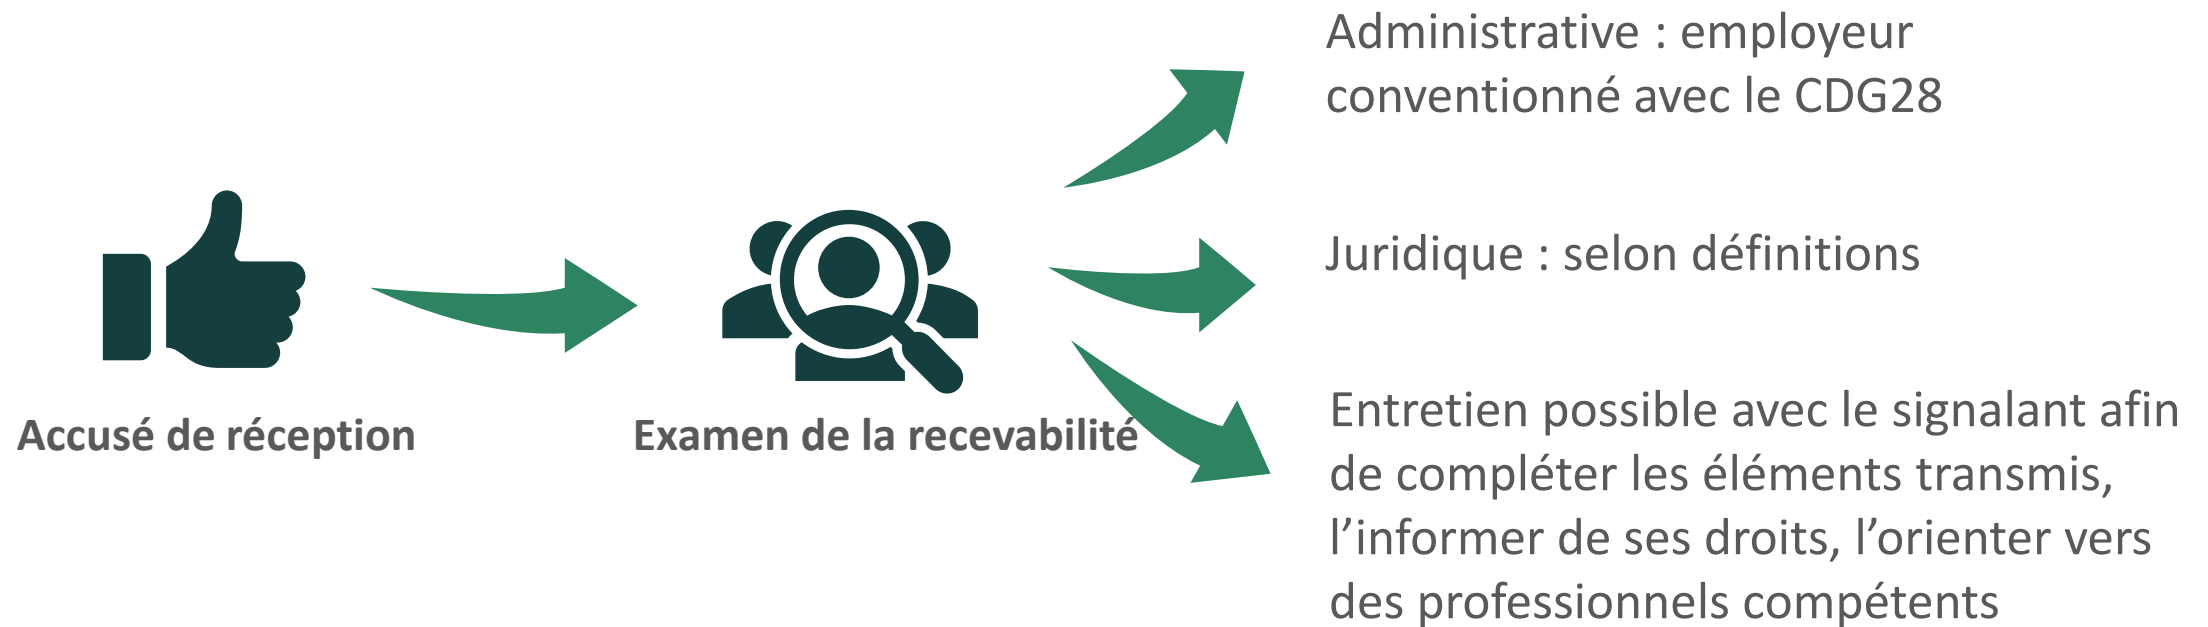 Accusé de réception
Examen de la recevabilité
Administrative : employeur
conventionné avec le CDG28
Juridique : selon définitions
Entretien possible avec le signalant afin
de compléter les éléments transmis,
l’informer de ses droits, l’orienter vers
des professionnels compétents